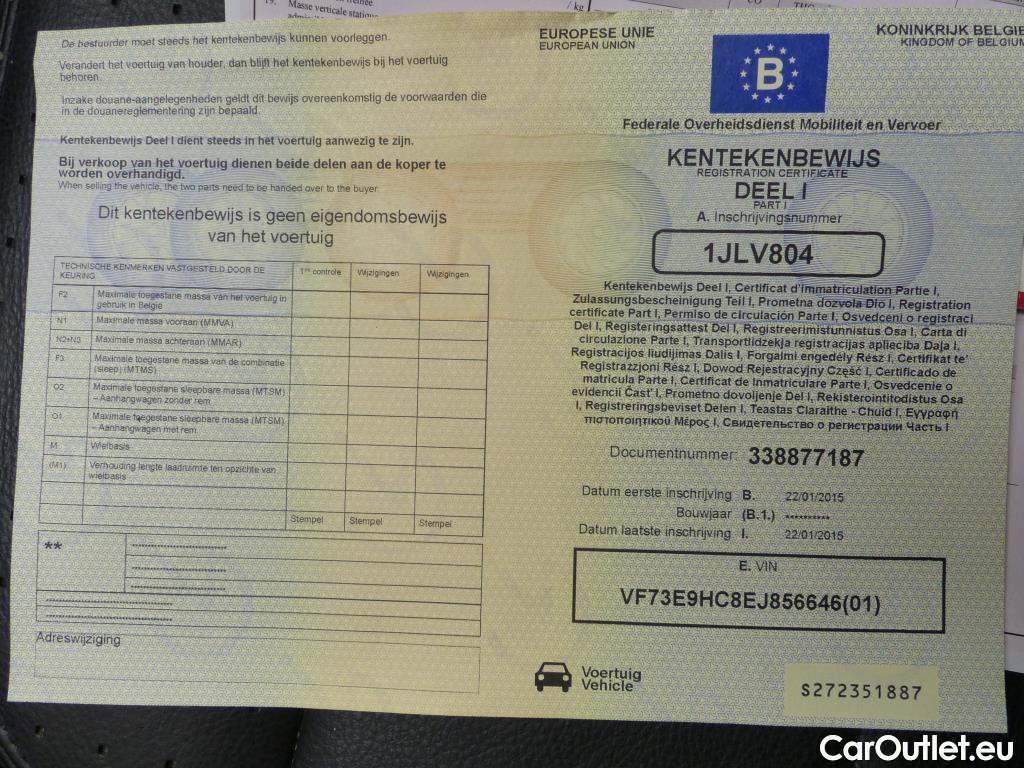 19. Masse verticale
/ kg
De bestuurder moet steeds het kentekenbewijs kunnen voorleggen.
Verandert het voertuig van houder, dan blijft het kentekenbewijs bij het voertuig
behoren.
Inzake douane-aangelegenheden geldt dit bewijs overeenkomstig de voorwaarden die
in de douanereglementering zijn bepaald.
Kentekenbewijs Deel I dient steeds in het voertuig aanwezig te zijn.
Bij verkoop van het voertuig dienen beide delen aan de koper te
worden overhandigd.
When selling the vehicle, the two parts need to be handed over to the buyer
Dit kentekenbewijs is geen eigendomsbewijs
van het voertuig
TECHNISCHE KENMERKEN VASTGESTELD DOOR DE
KEURING
1ste controle
Wijzigingen
Wijzigingen
F2
Maximale toegestane massa van het voertuig in
gebruik in België
N1
Maximale massa vooraan (MMVA)
N2+N3
Maximale massa achteraan (MMAR)
F3
Maximale toegestane massa van de combinatie
(sleep) (MTMS)
O2
Maximale toegestane sleepbare massa (MTSM)
– Aanhangwagen zonder rem
O1
Maximale toegestane sleepbare massa (MTSM)
– Aanhangwagen met rem
M
Wielbasis
(M1)
Verhouding lengte laadruimte ten opzichte van
wielbasis
Stempel
Stempel
Stempel
**
Adreswijziging
EUROPESE UNIE
EUROPEAN UNION
B
KONINKRIJK BELGIE
KINGDOM OF BELGIUM
Federale Overheidsdienst Mobiliteit en Vervoer
KENTEKENBEWIJS
REGISTRATION CERTIFICATE
DEEL I
PART I
A. Inschrijvingsnummer
1JLV804
Kentekenbewijs Deel I, Certificat d'immatriculation Partie I,
Zulassungsbescheinigung Teil I, Prometna dozvola Dio I, Registration
certificate Part I, Permiso de circulación Parte I, Osvedceni o registraci
Del I, Registeringsattest Del I, Registreerimistunnistus Osa I, Carta di
circulazione Parte I, Transportlidzekja registracijas aplieciba Daļa I,
Registracijos liudijimas Dalis I, Forgalmi engedély Rész I, Certifikat te'
Registrazzjoni Rész I, Dowod Rejestracyjny Część I, Certificado de
matricula Parte I, Certificat de Inmatriculare Parte I, Osvedcenie o
evidencii Čast' I, Prometno dovoljenje Del I, Rekisterointitodistus Osa
I, Registreringsbeviset Delen I, Teastas Claraithe - Chuid I, Εγγραφή
πιστοποιητικού Μέρος I, Свидетельство о регистрации Часть I
Documentnummer: 338877187
Datum eerste inschrijving B. 22/01/2015
Bouwjaar (B.1.) **********
Datum laatste inschrijving I. 22/01/2015
E. VIN
VF73E9HC8EJ856646(01)
Voertuig
Vehicle
S272351887
CarOutlet.eu